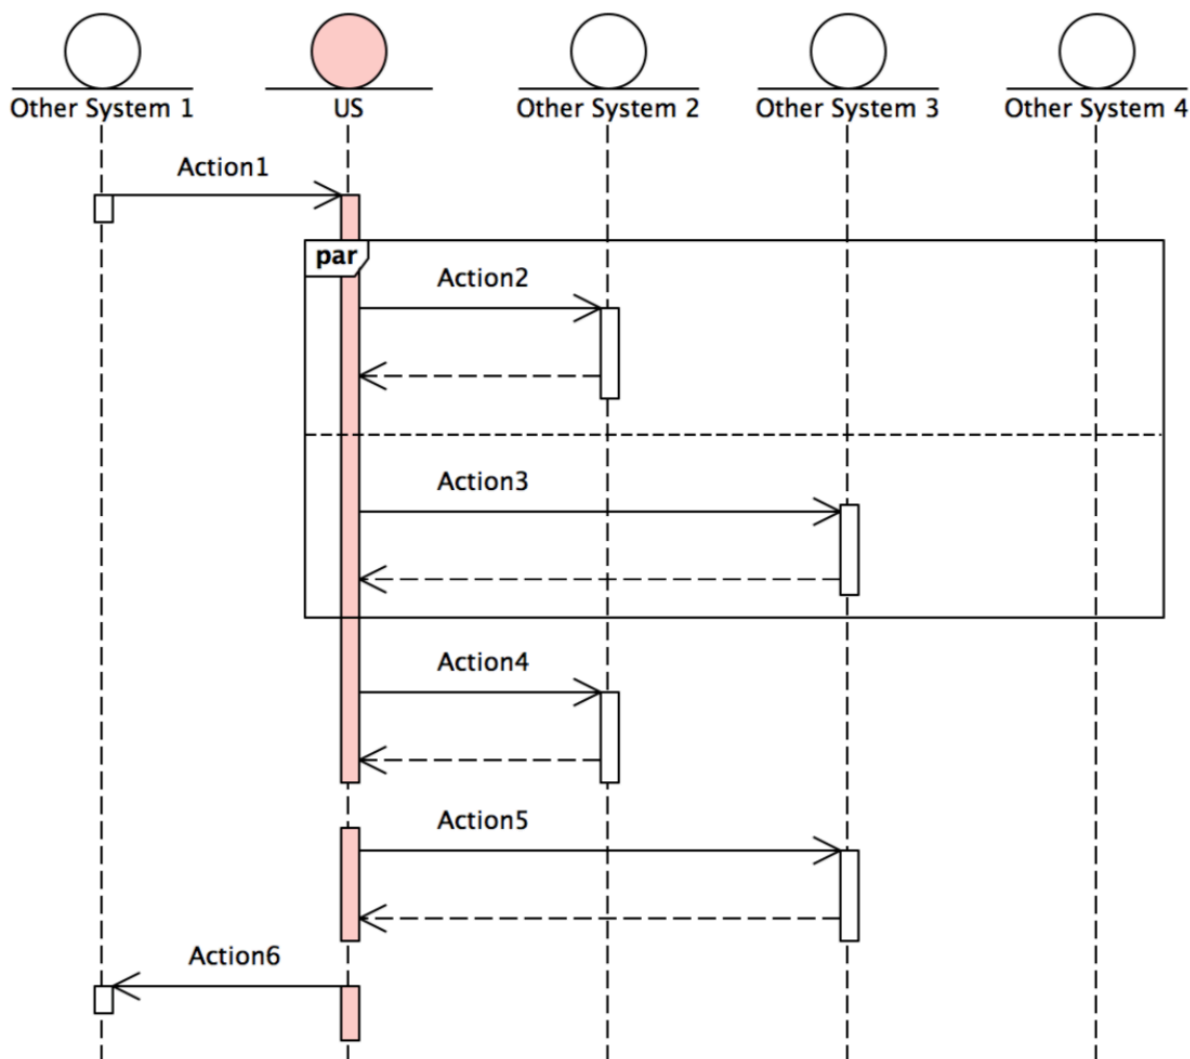 Other System 1
US
Other System 2
Other System 3
Other System 4
Action1
par
Action2
Action3
Action4
Action5
Action6